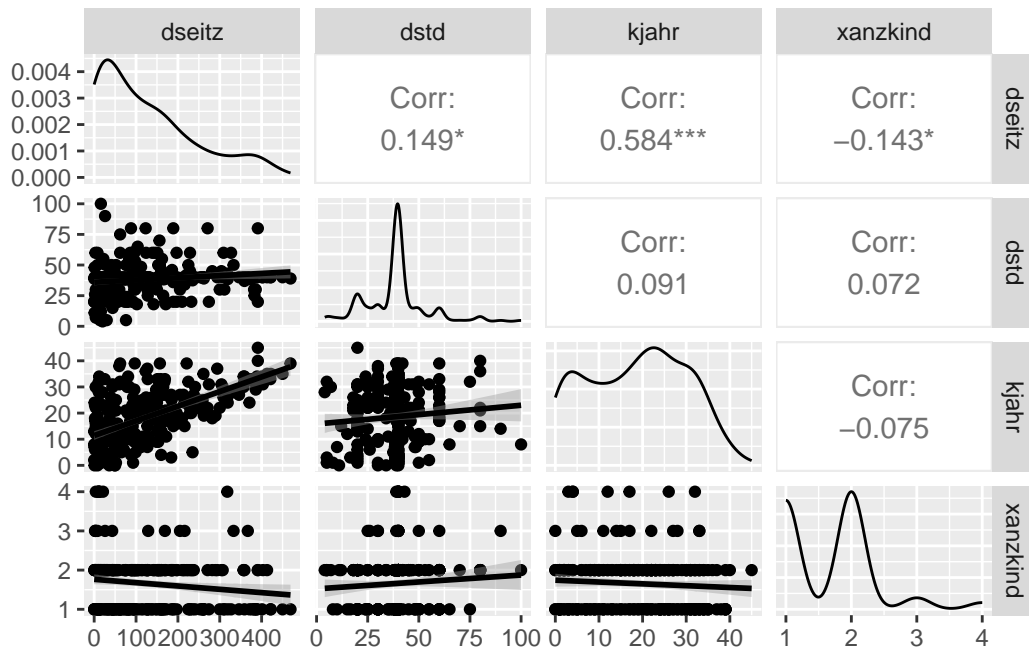 dseitz dstd kjahr xanzkind
0.004
0.003
0.002
0.001
0.000
Corr:
0.149*
Corr:
0.584***
Corr:
−0.143*
dseitz
100
75
50
25
0
Corr:
0.091
Corr:
0.072
dstd
40
30
20
10
0
Corr:
−0.075
kjahr
4
3
2
1
xanzkind
0 100 200 300 400
0 25 50 75 100
0 10 20 30 40
1 2 3 4